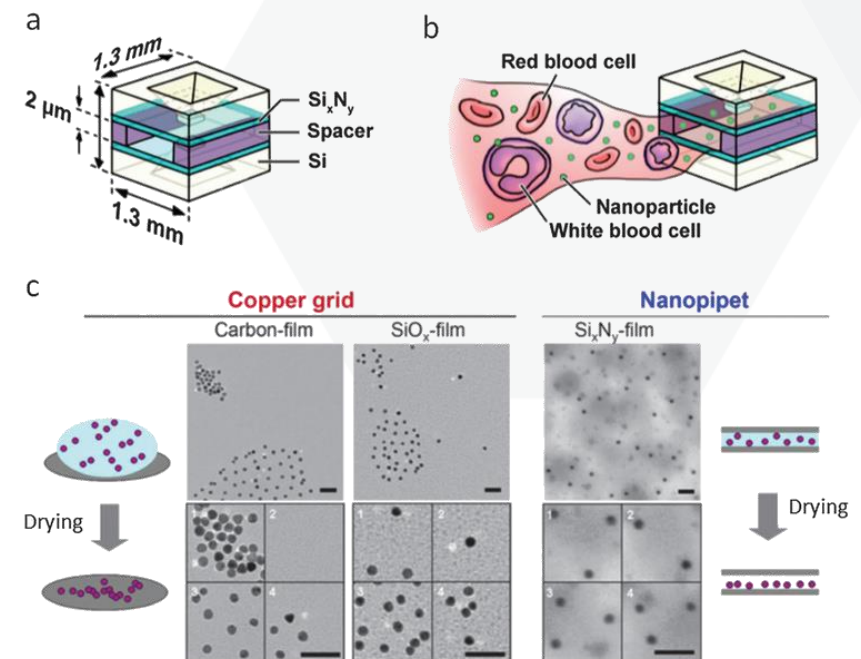 a
1.3 mm
2 µm
SixNy
Spacer
Si
1.3 mm
b
Red blood cell
Nanoparticle
White blood cell
c
Copper grid
Nanopipet
Carbon-film
SiOx-film
SixNy-film
Drying
Drying
1 2
3 4
1 2
3 4
1 2
3 4